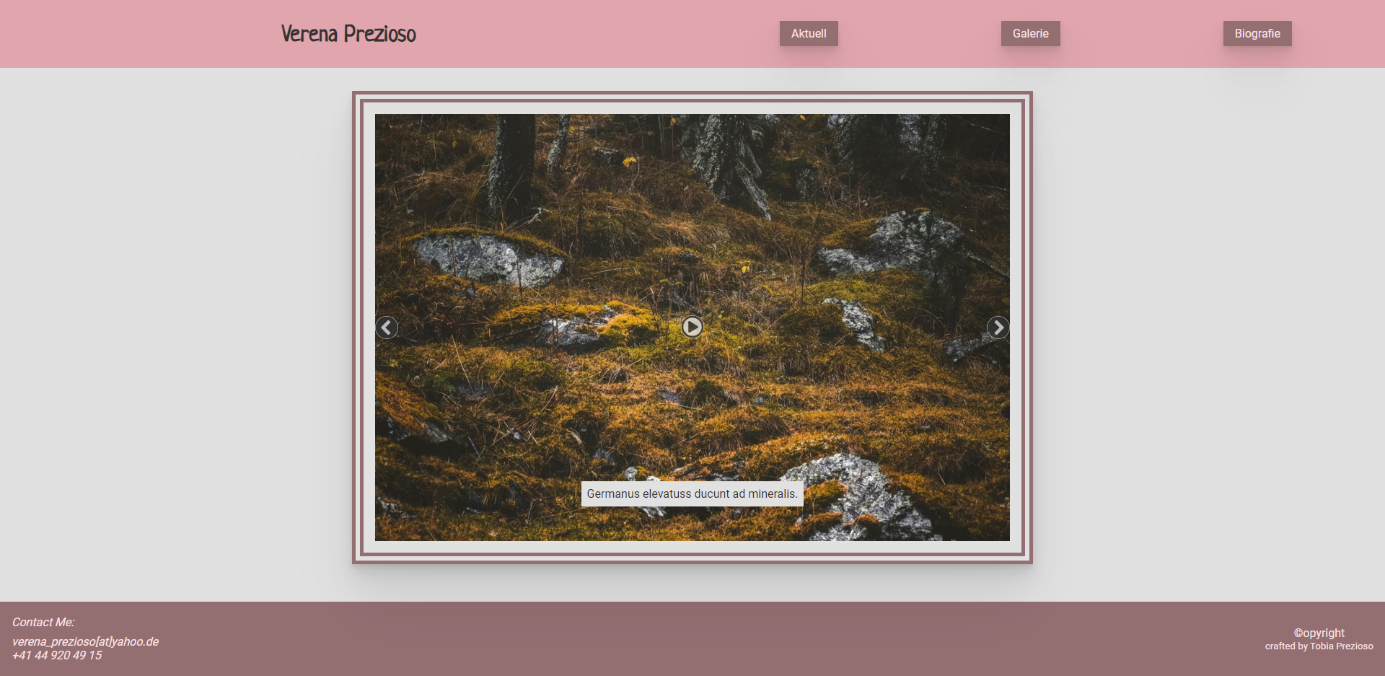 Verena Prezioso
Aktuell
Galerie
Biografie
Germanus elevatuss ducunt ad mineralis.
Contact Me:
verena_prezioso[at]yahoo.de
+41 44 920 49 15
©opyright
crafted by Tobia Prezioso